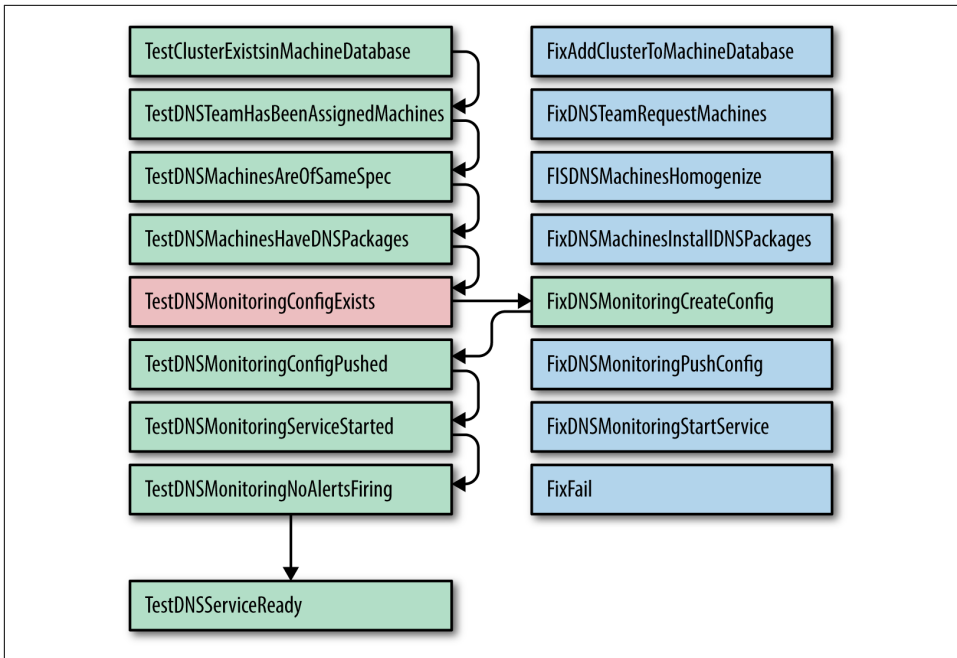 TestClusterExistsinMachineDatabase
FixAddClusterToMachineDatabase
TestDNSTeamHasBeenAssignedMachines
FixDNSTeamRequestMachines
TestDNSMachinesAreOfSameSpec
FISDNSMachinesHomogenize
TestDNSMachinesHaveDNSPackages
FixDNSMachinesInstallDNSPackages
TestDNSMonitoringConfigExists
FixDNSMonitoringCreateConfig
TestDNSMonitoringConfigPushed
FixDNSMonitoringPushConfig
TestDNSMonitoringServiceStarted
FixDNSMonitoringStartService
TestDNSMonitoringNoAlertsFiring
FixFail
TestDNSServiceReady